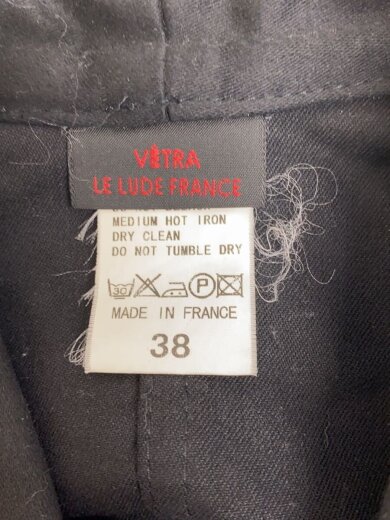 VÊTRA
LE LUDE FRANCE
MEDIUM HOT IRON
DRY CLEAN
DO NOT TUMBLE DRY
30 P
MADE IN FRANCE
38